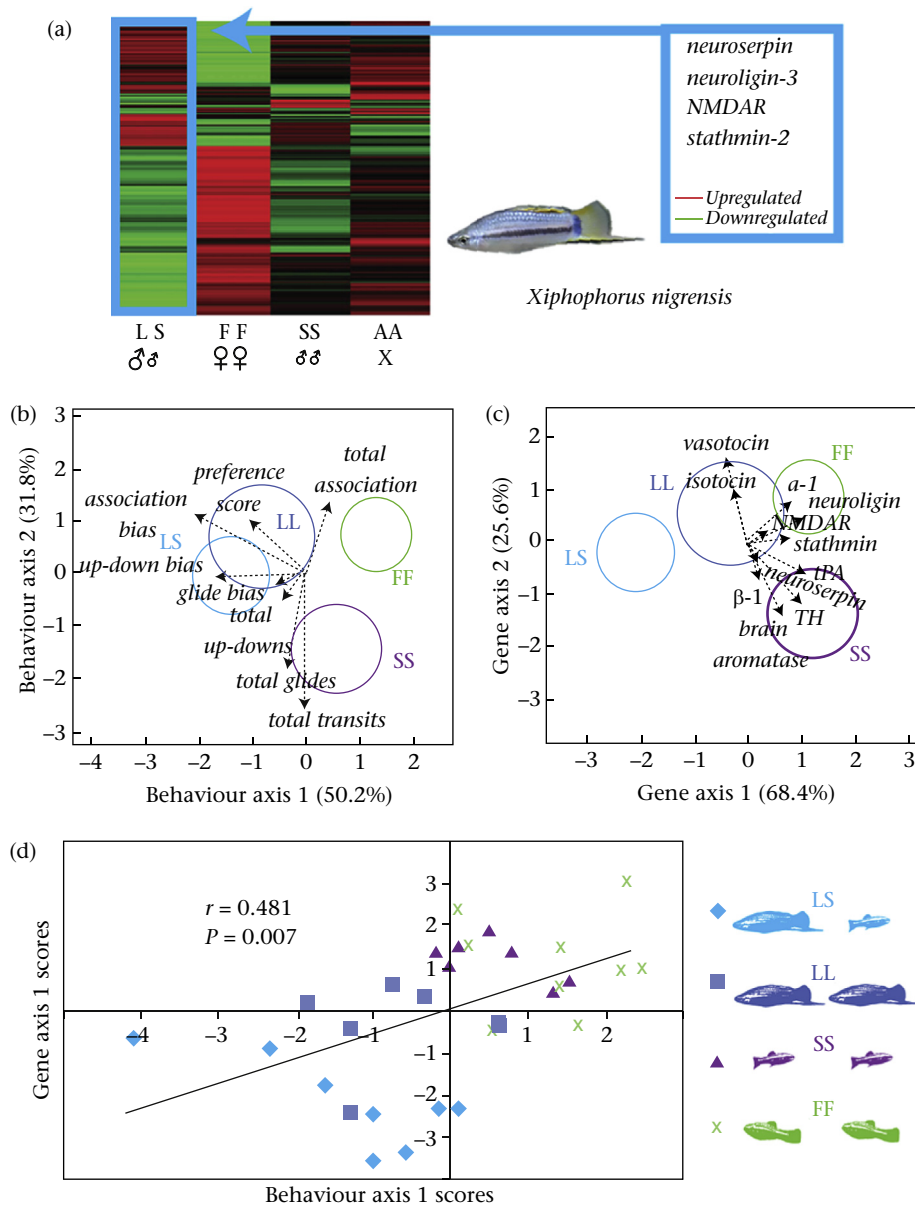 (a)
neuroserpin
neuroligin-3
NMDAR
stathmin-2
Upregulated
Downregulated
Xiphophorus nigrensis
L S
F F
SS
AA
♂♂
♀♀
♂♂
X
(b)
3
2
1
0
−1
−2
−3
Behaviour axis 2 (31.8%)
total
association
preference
score
association
bias
LL
LS
up-down bias
FF
glide bias
total
up-downs
SS
total glides
total transits
−4
−3
−2
−1
0
1
2
Behaviour axis 1 (50.2%)
(c)
2
1
0
−1
−2
−3
Gene axis 2 (25.6%)
vasotocin
FF
LL
isotocin
a-1
neuroligin
NMDAR
stathmin
LS
tPA
neuroserpin
β-1
TH
brain
aromatase
SS
−3
−2
−1
0
1
2
3
Gene axis 1 (68.4%)
(d)
r = 0.481
P = 0.007
3
2
1
−1
−2
−3
−4
−3
−2
−1
0
1
2
Gene axis 1 scores
Behaviour axis 1 scores
LS
LL
SS
x
FF